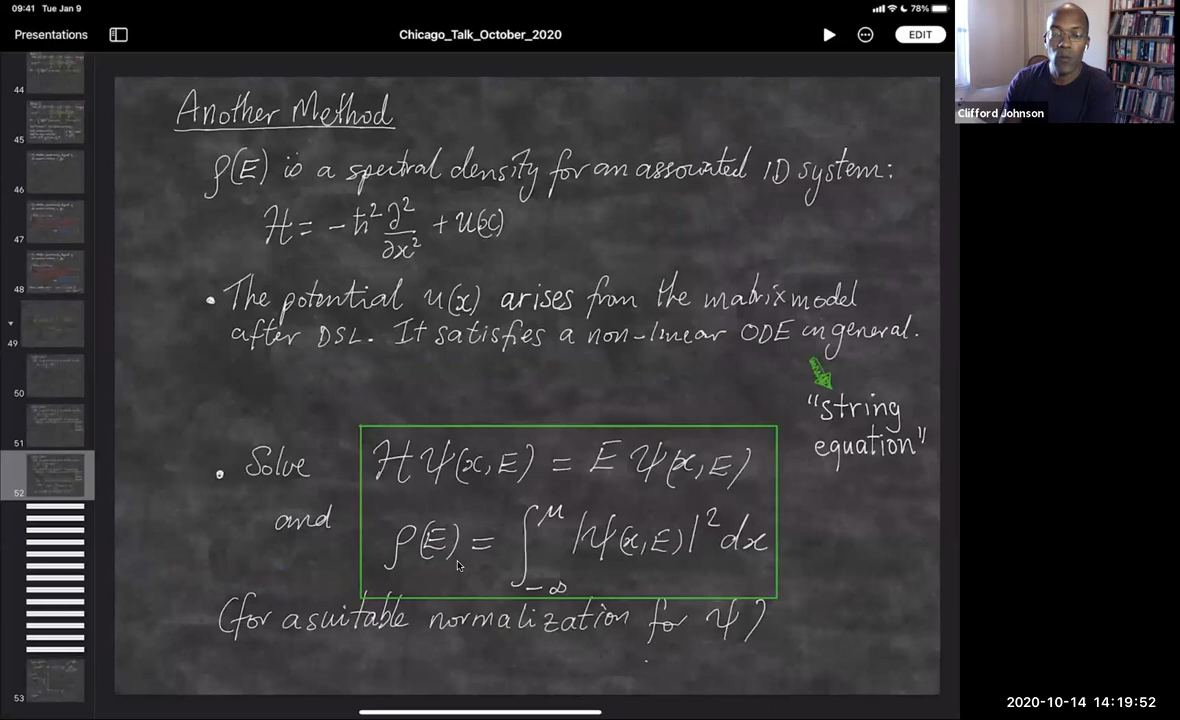 09:41 Tue Jan 9
78%
Presentations
Chicago_Talk_October_2020
EDIT
Clifford Johnson
44
45
46
47
48
49
50
51
52
53
Another Method
ρ(E) is a spectral density for an associated 1D system:
ℋ = -ħ² ∂²/∂x² + u(x)
• The potential u(x) arises from the matrix model
after DSL. It satisfies a non-linear ODE in general.
"string
equation"
• Solve ℋψ(x,E) = Eψ(x,E)
and ρ(E) = ∫_{-∞}^{μ} |ψ(x,E)|² dx
(for a suitable normalization for ψ)
2020-10-14 14:19:52